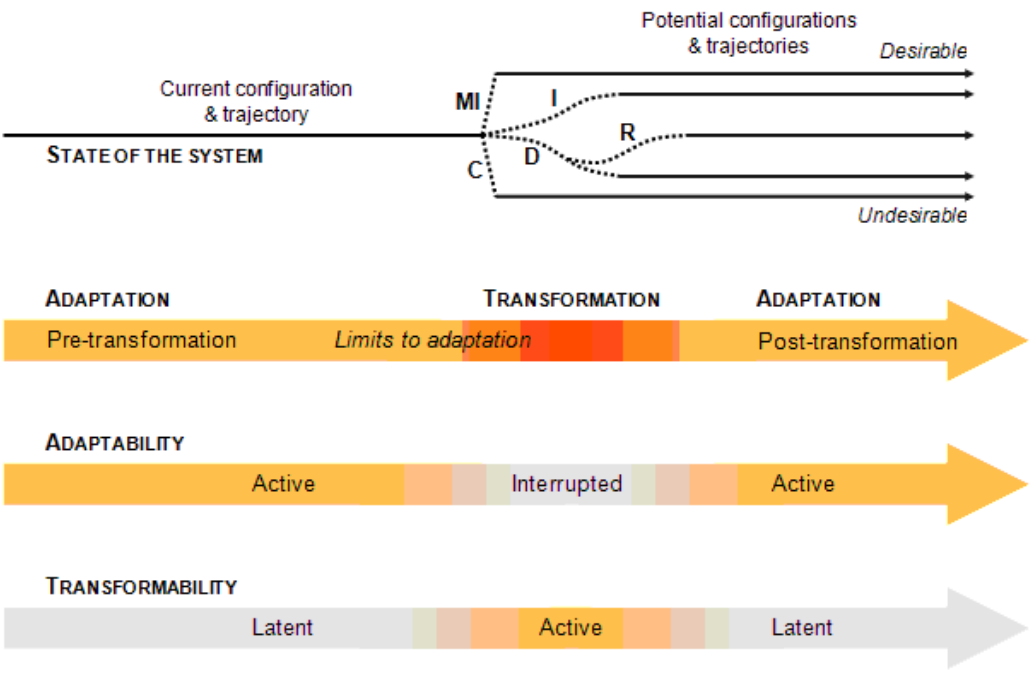 Potential configurations
& trajectories
Desirable
Current configuration
& trajectory
MI
I
R
STATE OF THE SYSTEM
D
C
Undesirable
ADAPTATION
TRANSFORMATION
ADAPTATION
Pre-transformation
Limits to adaptation
Post-transformation
ADAPTABILITY
Active
Interrupted
Active
TRANSFORMABILITY
Latent
Active
Latent